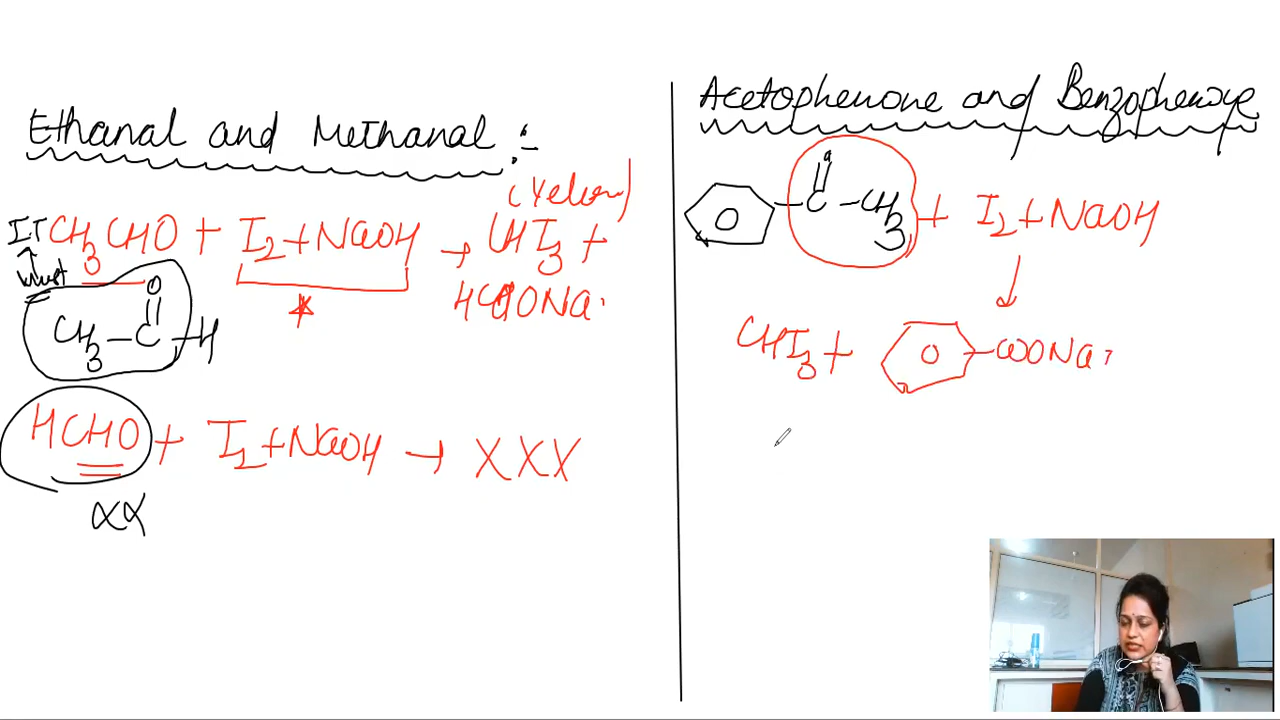 Ethanal and Methanal :-
(Yellow)
IT CH3CHO + I2 + NaOH → CHI3 +
must
HCOONa.
O
CH3 - C - H
HCHO + I2 + NaOH → XXX
XX
Acetophenone and Benzophenone
O
C - CH3 + I2 + NaOH
CHI3 + COONa.